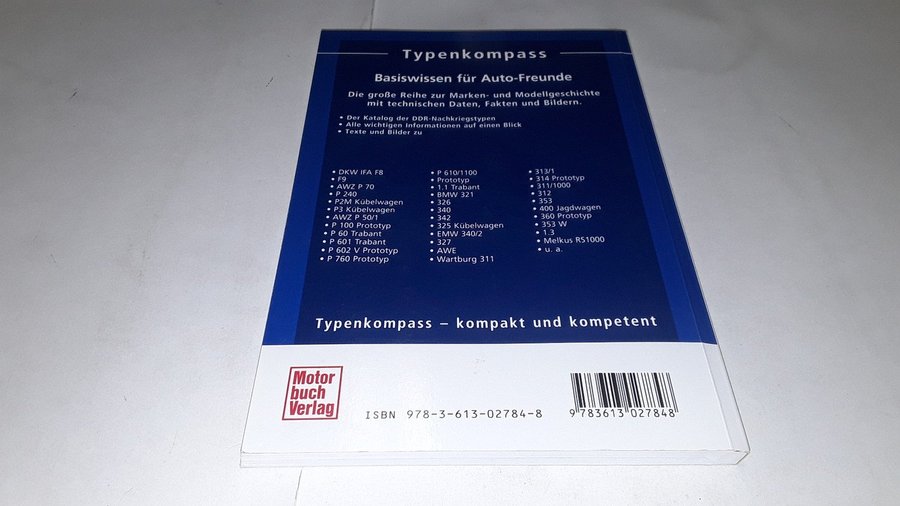 Typenkompass
Basiswissen für Auto-Freunde
Die große Reihe zur Marken- und Modellgeschichte
mit technischen Daten, Fakten und Bildern.
• Der Katalog der DDR-Nachkriegstypen
• Alle wichtigen Informationen auf einen Blick
• Texte und Bilder zu
• DKW IFA F8
• F9
• AWZ P 70
• P 240
• P2M Kübelwagen
• P3 Kübelwagen
• AWZ P 50/1
• P 100 Prototyp
• P 60 Trabant
• P 601 Trabant
• P 602 V Prototyp
• P 760 Prototyp
• P 610/1100
• Prototyp
• 1.1 Trabant
• BMW 321
• 326
• 340
• 342
• 325 Kübelwagen
• EMW 340/2
• 327
• AWE
• Wartburg 311
• 313/1
• 314 Prototyp
• 311/1000
• 312
• 353
• 400 Jagdwagen
• 360 Prototyp
• 353 W
• 1.3
• Melkus RS1000
• u. a.
Typenkompass – kompakt und kompetent
Motor
buch
Verlag
ISBN 978-3-613-02784-8
9 783613 027848